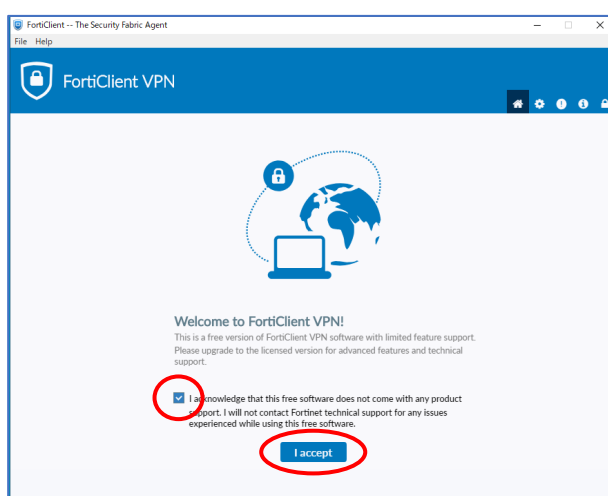 FortiClient -- The Security Fabric Agent
File Help
FortiClient VPN
Welcome to FortiClient VPN!
This is a free version of FortiClient VPN software with limited feature support.
Please upgrade to the licensed version for advanced features and technical
support.
I acknowledge that this free software does not come with any product
support. I will not contact Fortinet technical support for any issues
experienced while using this free software.
I accept